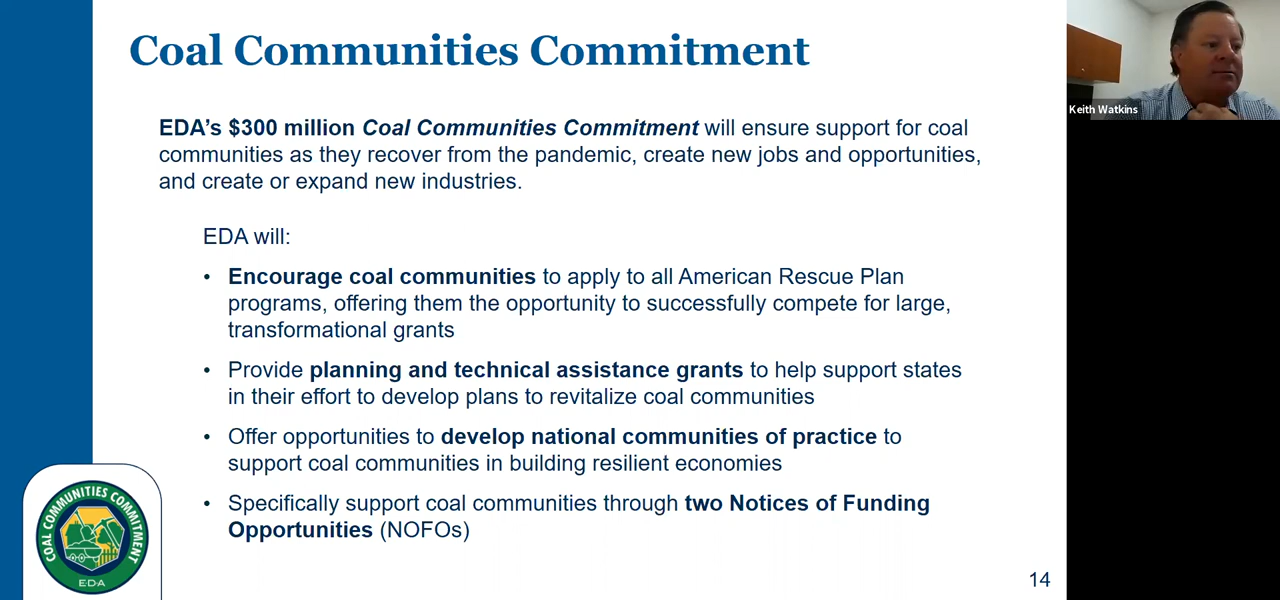 Coal Communities Commitment
EDA's $300 million Coal Communities Commitment will ensure support for coal
communities as they recover from the pandemic, create new jobs and opportunities,
and create or expand new industries.
EDA will:
• Encourage coal communities to apply to all American Rescue Plan
programs, offering them the opportunity to successfully compete for large,
transformational grants
• Provide planning and technical assistance grants to help support states
in their effort to develop plans to revitalize coal communities
• Offer opportunities to develop national communities of practice to
support coal communities in building resilient economies
• Specifically support coal communities through two Notices of Funding
Opportunities (NOFOs)
COAL COMMUNITIES COMMITMENT
EDA
14
Keith Watkins